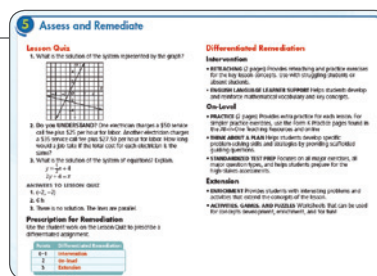 5 Assess and Remediate
Lesson Quiz
1. What is the solution of the system represented by the graph?
2. Do you UNDERSTAND? One electrician charges a $50 service
call fee plus $25 per hour for labor. Another electrician charges
a $35 service call fee plus $27.50 per hour for labor. How long
would a job take if the total cost for each electrician is the
same?
3. What is the solution of the system of equations? Explain.
2y − 4 = x
ANSWERS TO LESSON QUIZ
1. (−2, −2)
2. 6 h
3. There is no solution. The lines are parallel.
Prescription for Remediation
Use the student work on the Lesson Quiz to prescribe a
differentiated assignment.
Points Differentiated Remediation
0–1 Intervention
2 On-level
3 Extension
Differentiated Remediation
Intervention
• RETEACHING (2 pages) Provides reteaching and practice exercises
for the key lesson concepts. Use with struggling students or
absent students.
• ENGLISH LANGUAGE LEARNER SUPPORT Helps students develop
and reinforce mathematical vocabulary and key concepts.
On-Level
• PRACTICE (2 pages) Provides extra practice for each lesson. For
simpler practice exercises, use the Form K Practice pages found in
the All-in-One Teaching Resources and online.
• THINK ABOUT A PLAN Helps students develop specific
problem-solving skills and strategies by providing scaffolded
guiding questions.
• STANDARDIZED TEST PREP Focuses on all major exercises, all
major question types, and helps students prepare for the
high-stakes assessments.
Extension
• ENRICHMENT Provides students with interesting problems and
activities that extend the concepts of the lesson.
• ACTIVITIES, GAMES, AND PUZZLES Worksheets that can be used
for concepts development, enrichment, and for fun!